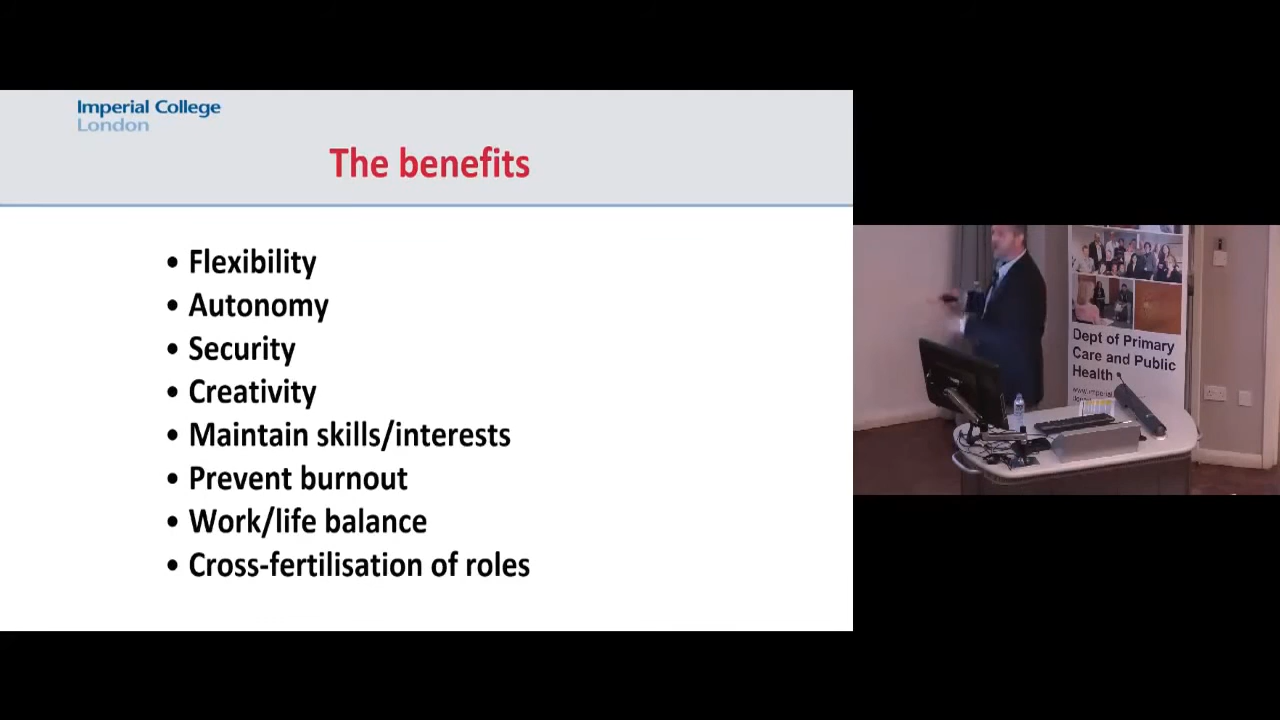 Imperial College
London
The benefits
• Flexibility
• Autonomy
• Security
• Creativity
• Maintain skills/interests
• Prevent burnout
• Work/life balance
• Cross-fertilisation of roles
Dept of Primary
Care and Public
Health